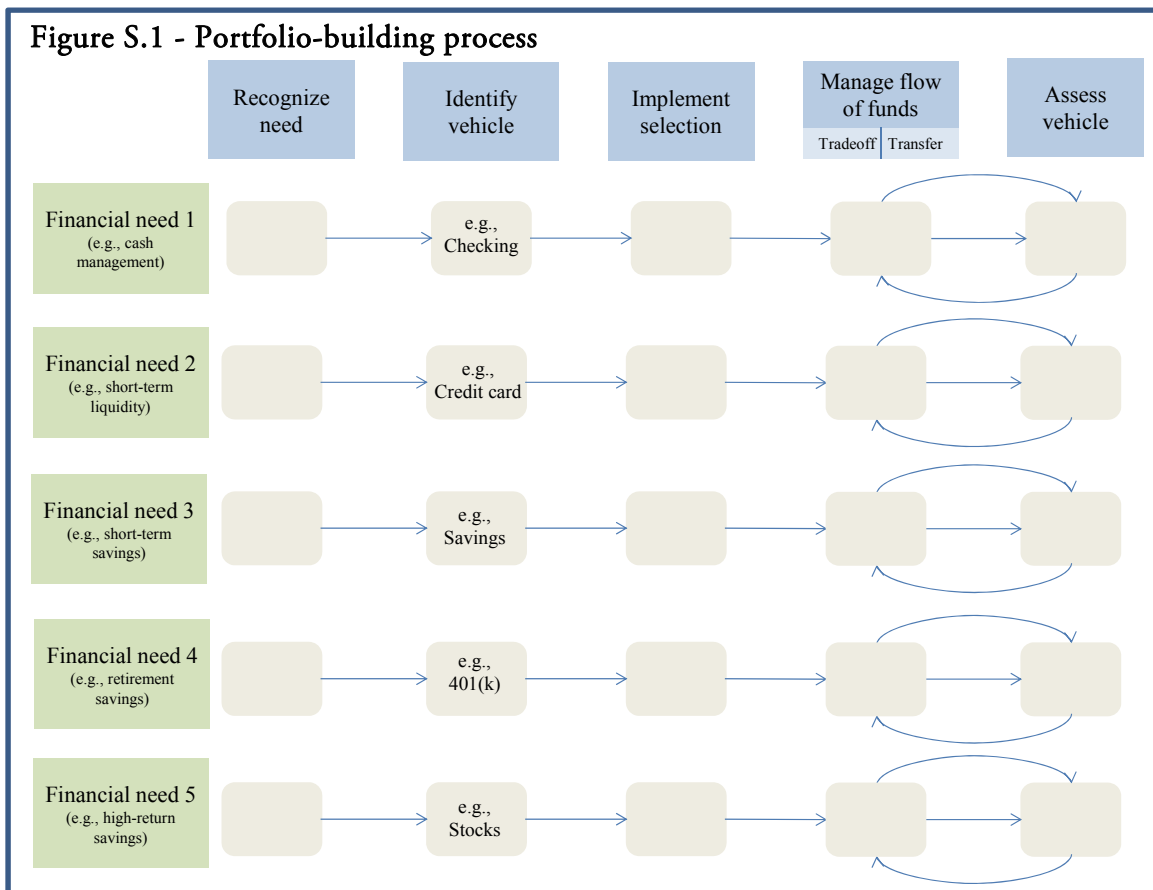 Figure S.1 - Portfolio-building process
Recognize
need
Identify
vehicle
Implement
selection
Manage flow
of funds
Tradeoff
Transfer
Assess
vehicle
Financial need 1
(e.g., cash
management)
e.g.,
Checking
Financial need 2
(e.g., short-term
liquidity)
e.g.,
Credit card
Financial need 3
(e.g., short-term
savings)
e.g.,
Savings
Financial need 4
(e.g., retirement
savings)
e.g.,
401(k)
Financial need 5
(e.g., high-return
savings)
e.g.,
Stocks